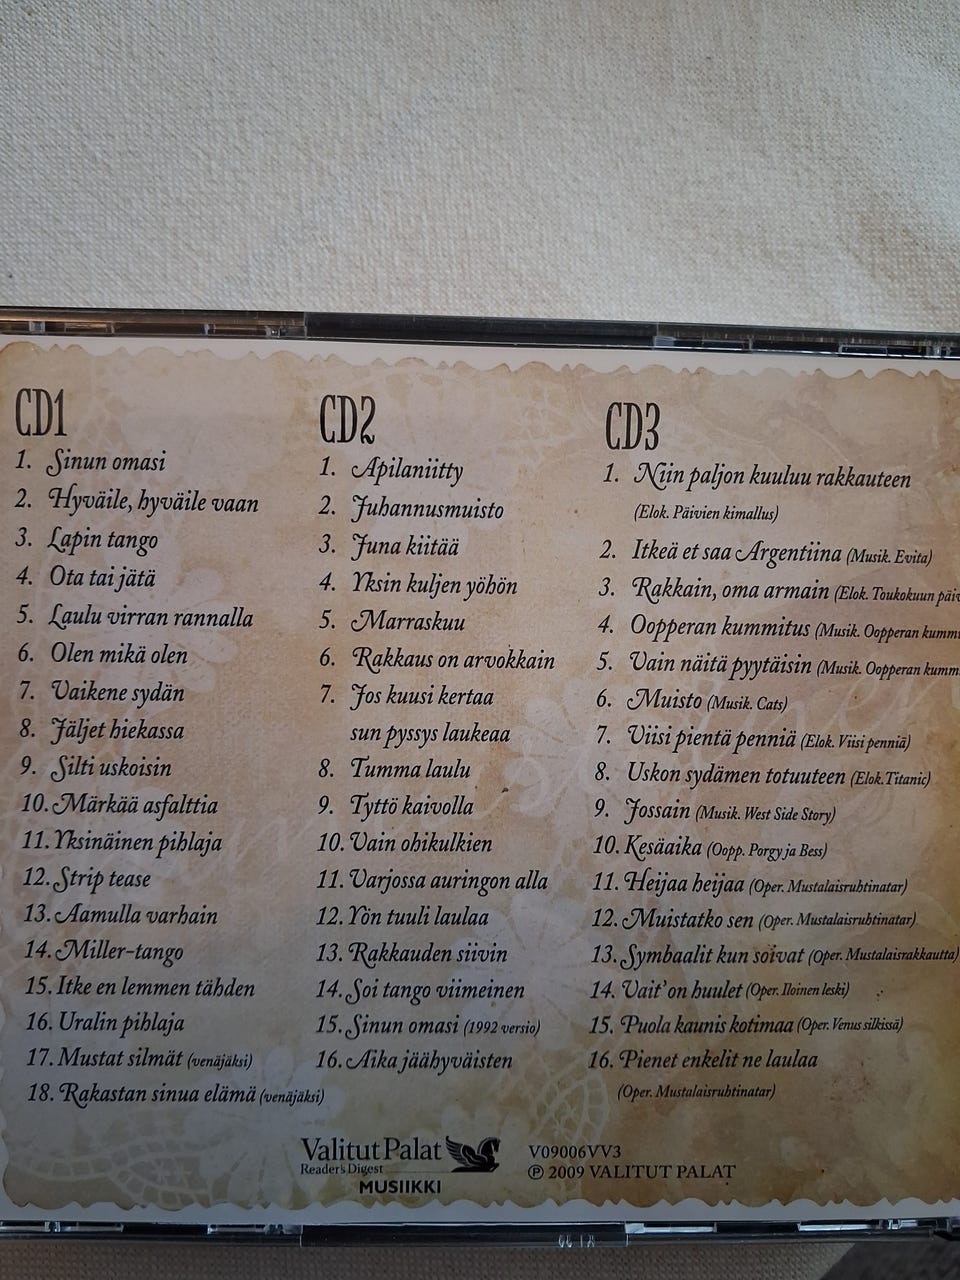 CD1
1. Sinun omasi
2. Hyväile, hyväile vaan
3. Lapin tango
4. Ota tai jätä
5. Laulu virran rannalla
6. Olen mikä olen
7. Vaikene sydän
8. Jäljet hiekassa
9. Silti uskoisin
10. Märkää asfalttia
11. Yksinäinen pihlaja
12. Strip tease
13. Aamulla varhain
14. Miller-tango
15. Itke en lemmen tähden
16. Uralin pihlaja
17. Mustat silmät (venäjäksi)
18. Rakastan sinua elämä (venäjäksi)
CD2
1. Apilaniitty
2. Juhannusmuisto
3. Juna kiitää
4. Yksin kuljen yöhön
5. Marraskuu
6. Rakkaus on arvokkain
7. Jos kuusi kertaa
sun pyssys laukeaa
8. Tumma laulu
9. Tyttö kaivolla
10. Vain ohikulkien
11. Varjossa auringon alla
12. Yön tuuli laulaa
13. Rakkauden siivin
14. Soi tango viimeinen
15. Sinun omasi (1992 versio)
16. Aika jäähyväisten
CD3
1. Niin paljon kuuluu rakkauteen
(Elok. Päivien kimallus)
2. Itkeä et saa Argentiina (Musik. Evita)
3. Rakkain, oma armain (Elok. Toukokuun päiv
4. Oopperan kummitus (Musik. Oopperan kumm
5. Vain näitä pyytäisin (Musik. Oopperan kumm
6. Muisto (Musik. Cats)
7. Viisi pientä penniä (Elok. Viisi penniä)
8. Uskon sydämen totuuteen (Elok. Titanic)
9. Jossain (Musik. West Side Story)
10. Kesäaika (Oopp. Porgy ja Bess)
11. Heijaa heijaa (Oper. Mustalaisruhtinatar)
12. Muistatko sen (Oper. Mustalaisruhtinatar)
13. Symbaalit kun soivat (Oper. Mustalaisrakkautta)
14. Vait' on huulet (Oper. Iloinen leski)
15. Puola kaunis kotimaa (Oper. Venus silkissä)
16. Pienet enkelit ne laulaa
(Oper. Mustalaisruhtinatar)
Valitut Palat
Reader's Digest
MUSIIKKI
V09006VV3
℗ 2009 VALITUT PALAT